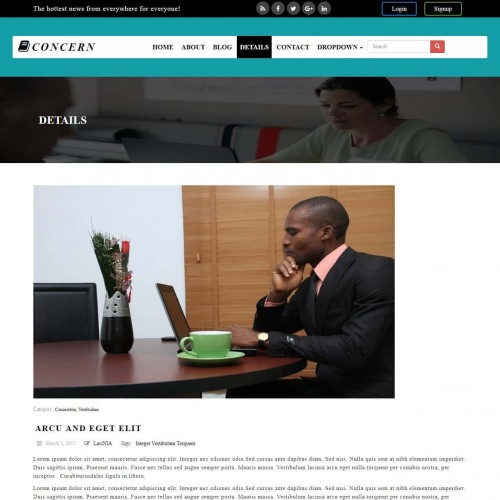 The hottest news from everywhere for everyone!
Login
Signup
CONCERN
HOME
ABOUT
BLOG
DETAILS
CONTACT
DROPDOWN
Search
DETAILS
Category: Consectetur, Vestibulum
ARCU AND EGET ELIT
March 1, 2015
LariNIA
Tags: Integer Vestibulum Torquent
Lorem ipsum dolor sit amet, consectetur adipiscing elit. Integer nec odionec odio.Sed cursus ante dapibus diam. Sed nisi. Nulla quis sem at nibh elementum imperdiet.
Duis sagittis ipsum. Praesent mauris. Fusce nec tellus sed augue semper porta. Mauris massa. Vestibulum lacinia arcu eget nulla.torquent per conubia nostra, per
inceptos . Curabitursodales ligula in libero.
Lorem ipsum dolor sit amet, consectetur adipiscing elit. Integer nec odionec odio.Sed cursus ante dapibus diam. Sed nisi. Nulla quis sem at nibh elementum imperdiet.
Duis sagittis ipsum. Praesent mauris. Fusce nec tellus sed augue semper porta. Mauris massa. Vestibulum lacinia arcu eget nulla.torquent per conubia nostra, per